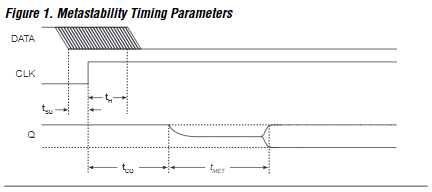 Figure 1. Metastability Timing Parameters
DATA
CLK
tH
tSU
Q
tCO
tMET